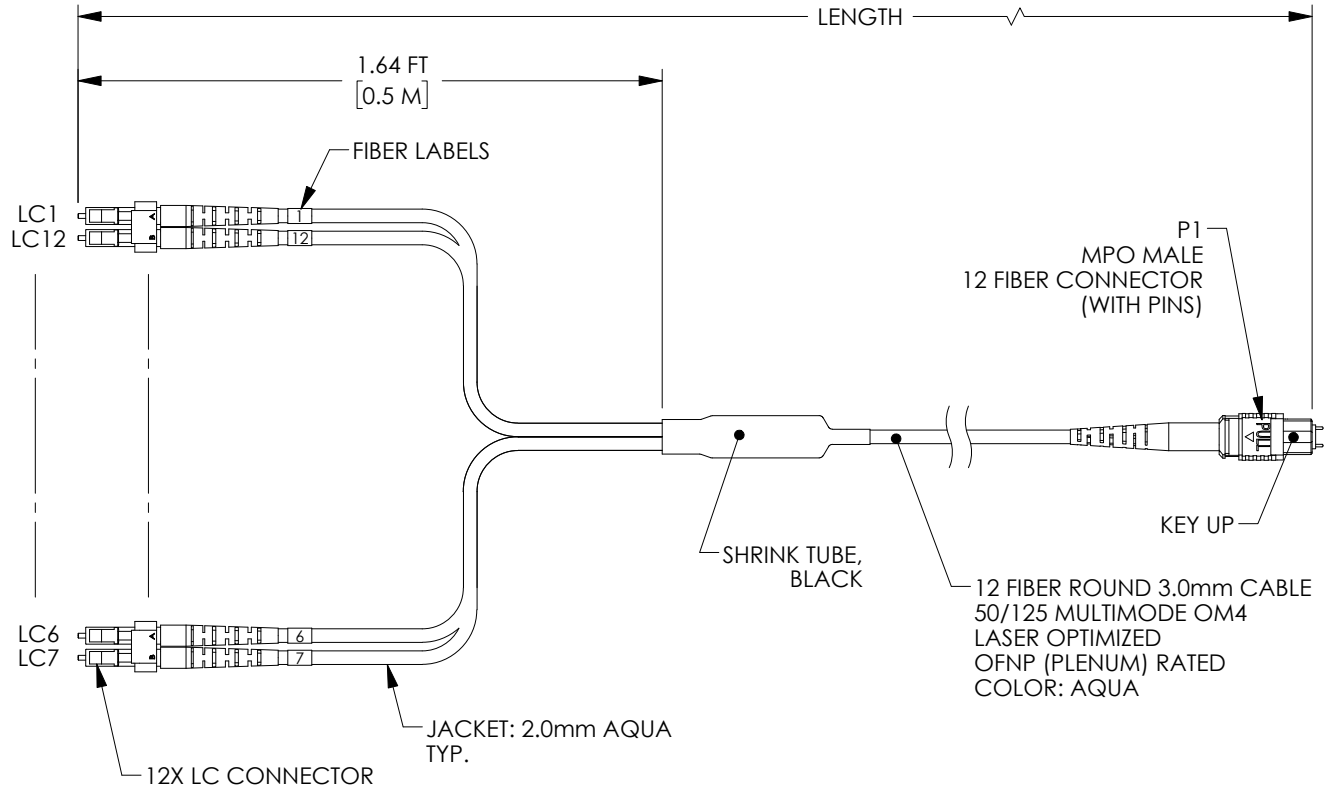 LENGTH
1.64 FT
[0.5 M]
FIBER LABELS
LC1
LC12
A
B
1
12
P1
MPO MALE
12 FIBER CONNECTOR
(WITH PINS)
PULL
KEY UP
SHRINK TUBE,
BLACK
12 FIBER ROUND 3.0mm CABLE
50/125 MULTIMODE OM4
LASER OPTIMIZED
OFNP (PLENUM) RATED
COLOR: AQUA
LC6
LC7
A
B
6
7
JACKET: 2.0mm AQUA
TYP.
12X LC CONNECTOR